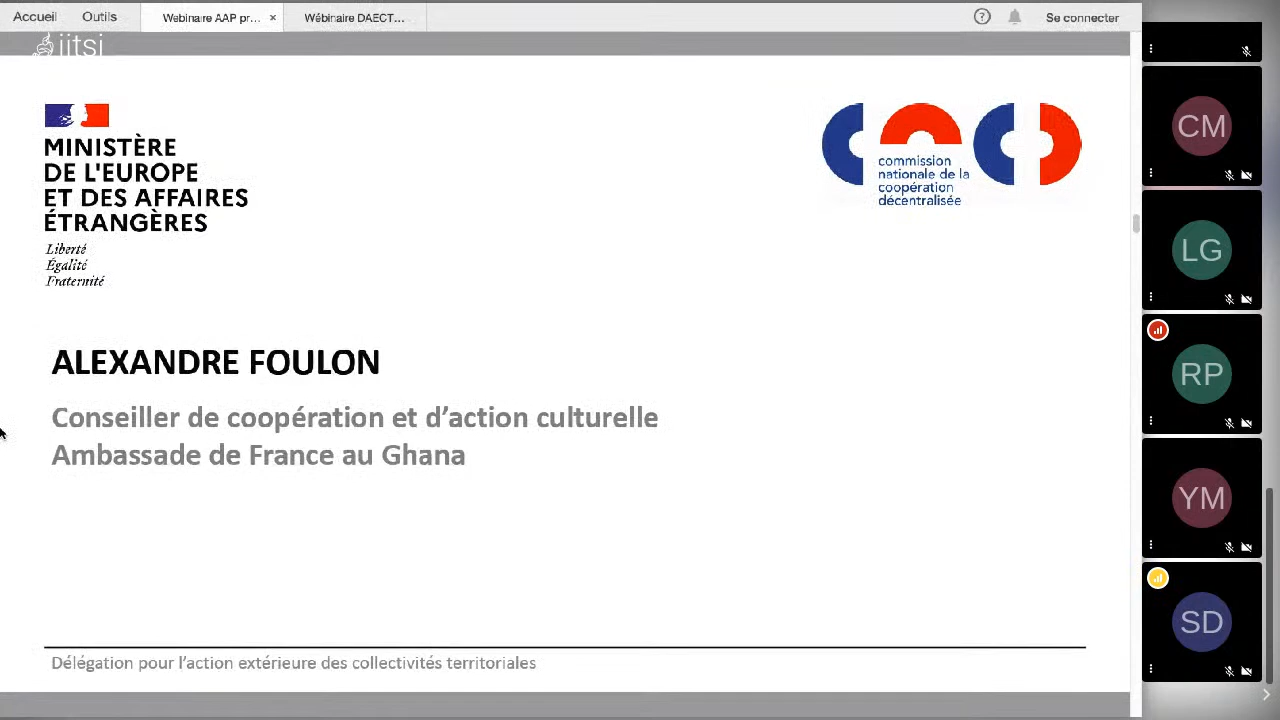 Accueil
Outils
Webinaire AAP pr... ×
Wébinaire DAECT...
?
Se connecter
jitsi
MINISTÈRE
DE L'EUROPE
ET DES AFFAIRES
ÉTRANGÈRES
Liberté
Égalité
Fraternité
commission
nationale de la
coopération
décentralisée
ALEXANDRE FOULON
Conseiller de coopération et d’action culturelle
Ambassade de France au Ghana
Délégation pour l’action extérieure des collectivités territoriales
CM
LG
RP
YM
SD